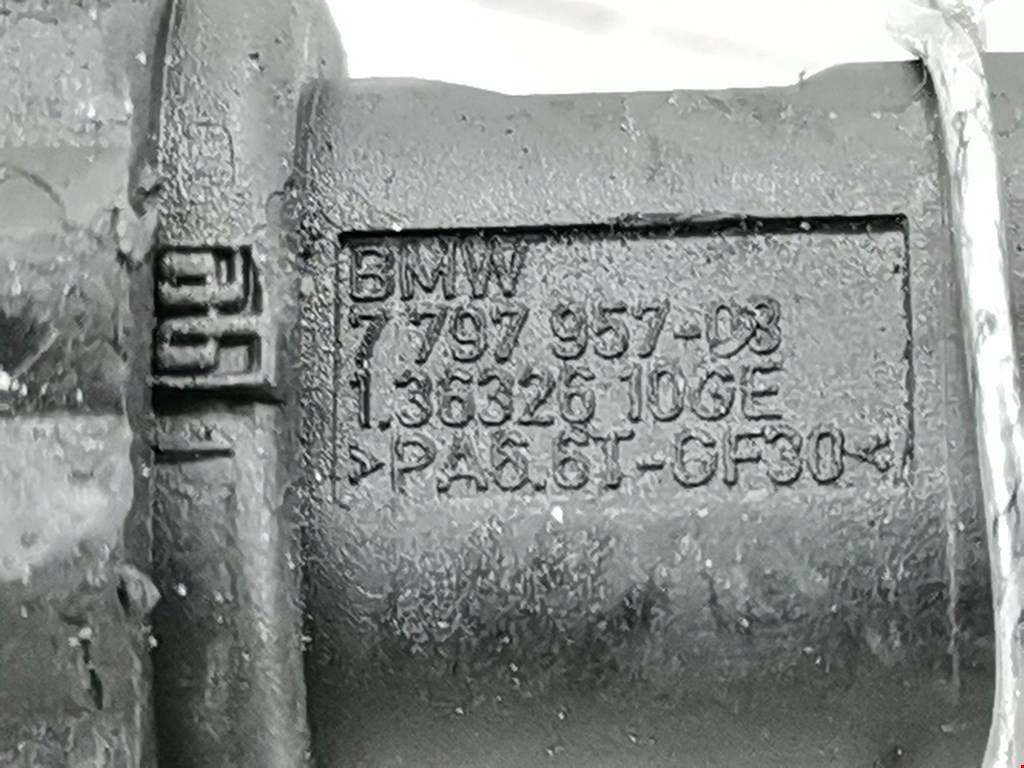 BMW
7 797 957-03
1.36326 10GE
>PA6.6T-GF30<